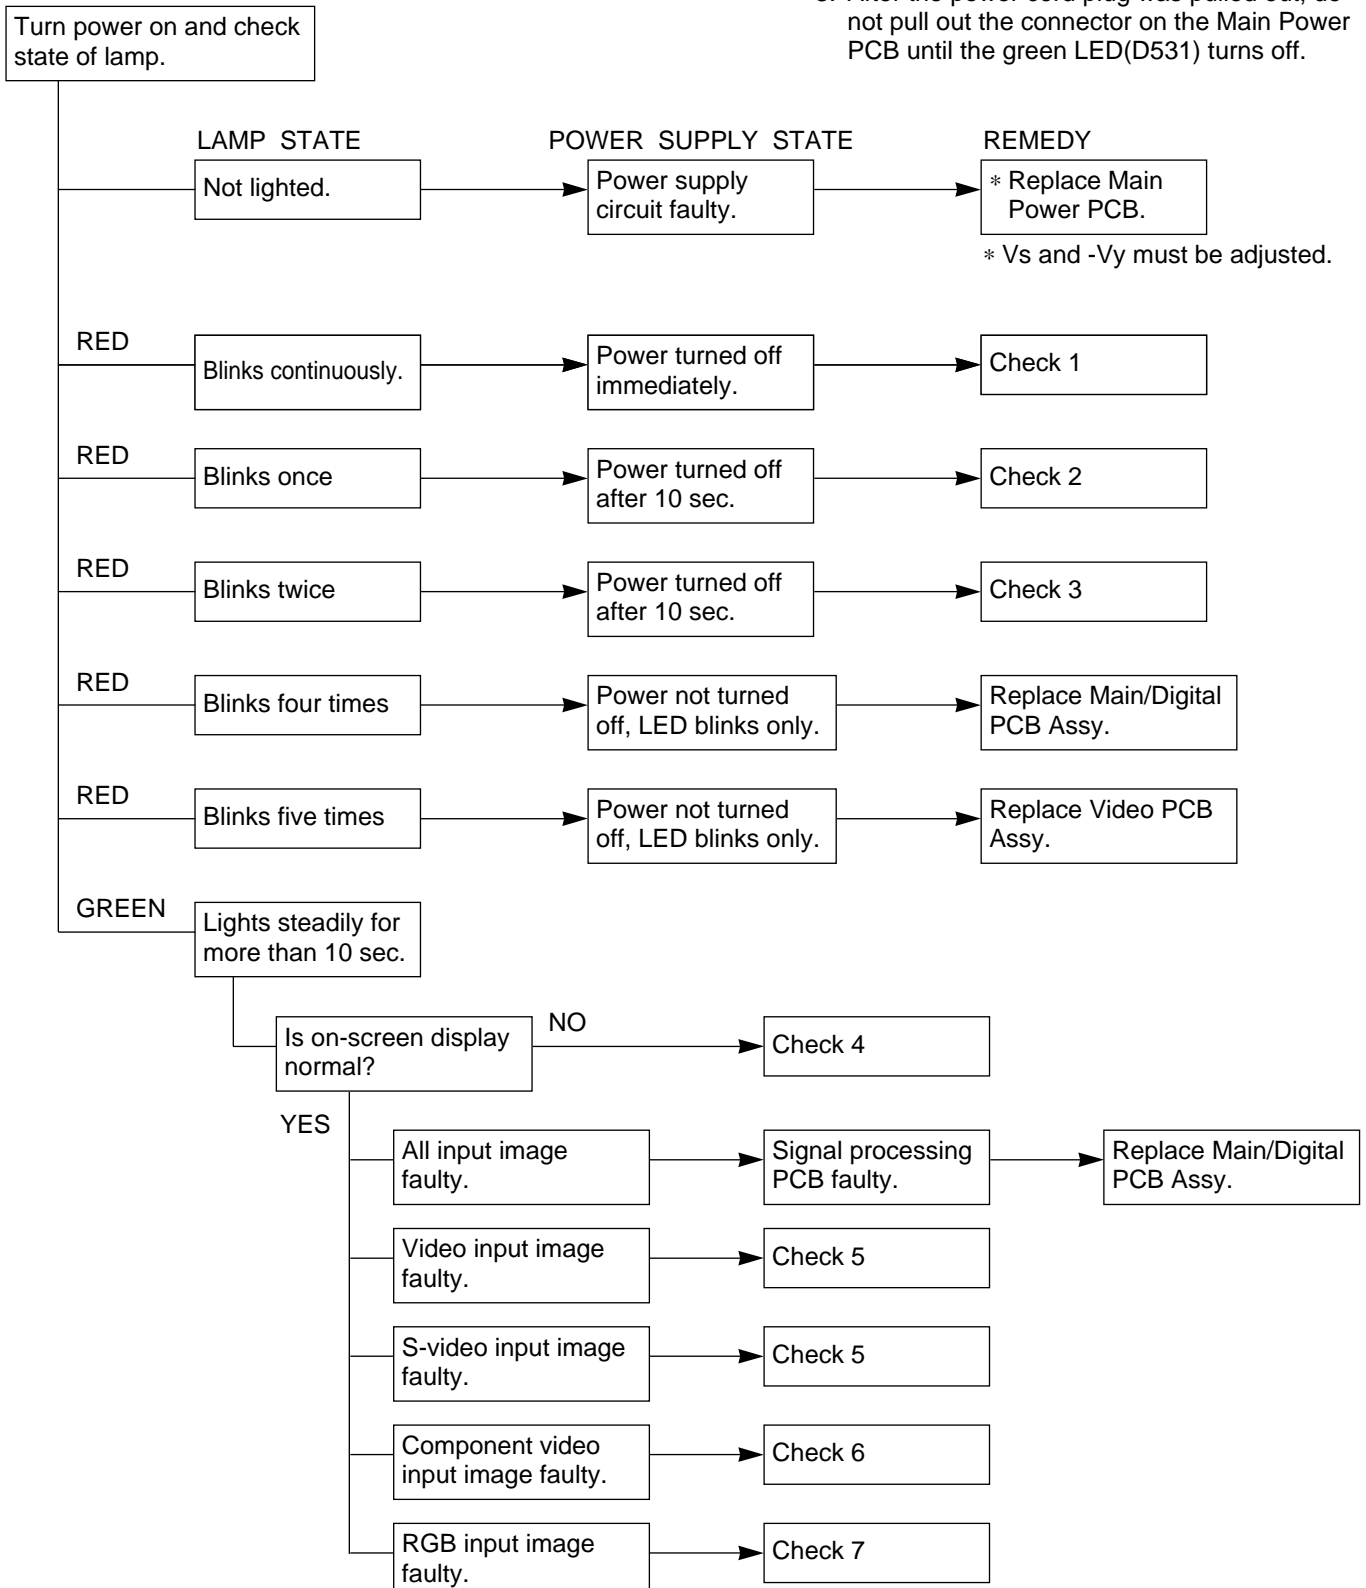 not pull out the connector on the Main Power
PCB until the green LED(D531) turns off.
Turn power on and check
state of lamp.
LAMP STATE
POWER SUPPLY STATE
REMEDY
Not lighted.
Power supply
circuit faulty.
* Replace Main
Power PCB.
* Vs and -Vy must be adjusted.
RED
Blinks continuously.
Power turned off
immediately.
Check 1
RED
Blinks once
Power turned off
after 10 sec.
Check 2
RED
Blinks twice
Power turned off
after 10 sec.
Check 3
RED
Blinks four times
Power not turned
off, LED blinks only.
Replace Main/Digital
PCB Assy.
RED
Blinks five times
Power not turned
off, LED blinks only.
Replace Video PCB
Assy.
GREEN
Lights steadily for
more than 10 sec.
Is on-screen display
normal?
NO
Check 4
YES
All input image
faulty.
Signal processing
PCB faulty.
Replace Main/Digital
PCB Assy.
Video input image
faulty.
Check 5
S-video input image
faulty.
Check 5
Component video
input image faulty.
Check 6
RGB input image
faulty.
Check 7